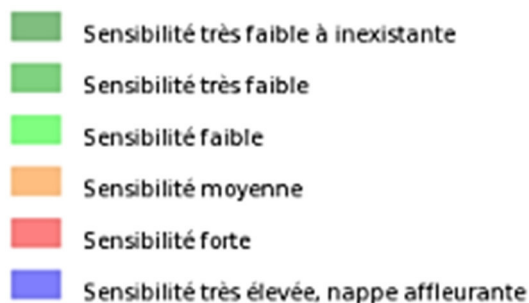 Sensibilité très faible à inexistante
Sensibilité très faible
Sensibilité faible
Sensibilité moyenne
Sensibilité forte
Sensibilité très élevée, nappe affleurante